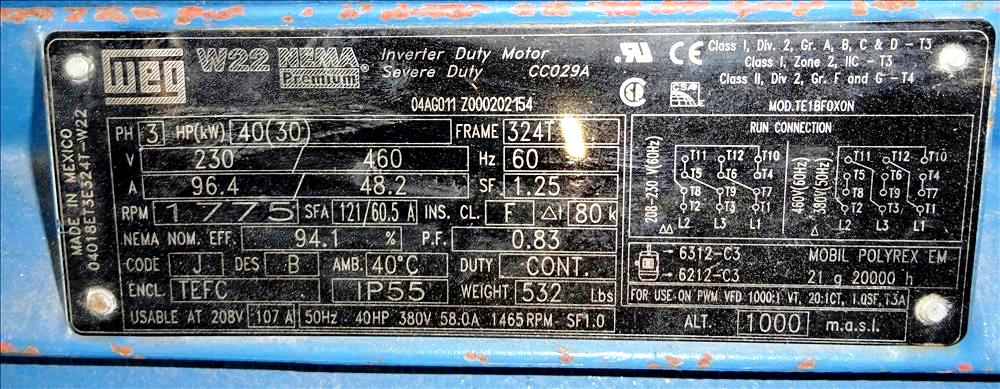 WEG W22 NEMA Premium® Inverter Duty Motor
Severe Duty CC029A
Class I, Div. 2, Gr. A, B, C & D - T3
Class I, Zone 2, IIC - T3
Class II, Div 2, Gr. F and G - T4
CE
CSA
04AG011 Z000202154
MOD.TE1BF0X0N
MADE IN MEXICO
04018ET3E324T-W22
PH 3 HP(kW) 40(30) FRAME 324T
V 230 / 460 Hz 60
A 96.4 / 48.2 SF 1.25
RPM 1775 SFA 121/60.5 A INS. CL. F Δt 80 k
NEMA NOM. EFF. 94.1 % P.F. 0.83
CODE J DES B AMB. 40°C DUTY CONT.
ENCL. TEFC IP55 WEIGHT 532 Lbs
USABLE AT 208V 107 A 50Hz 40HP 380V 58.0A 1465RPM SF1.0
RUN CONNECTION
208-230 V(60Hz)
T11 T12 T10
T5 T6 T4
T8 T9 T7
T2 T3 T1
ΔΔ L2 L3 L1
460V(60Hz)
380V(50Hz)
T11 T12 T10
T5 T6 T4
T8 T9 T7
T2 T3 T1
Δ L2 L3 L1
6312-C3 MOBIL POLYREX EM
6212-C3 21 g 20000 h
FOR USE ON PWM VFD 1000:1 VT, 20:1CT, 1.0SF, T3A
ALT. 1000 m.a.s.l.